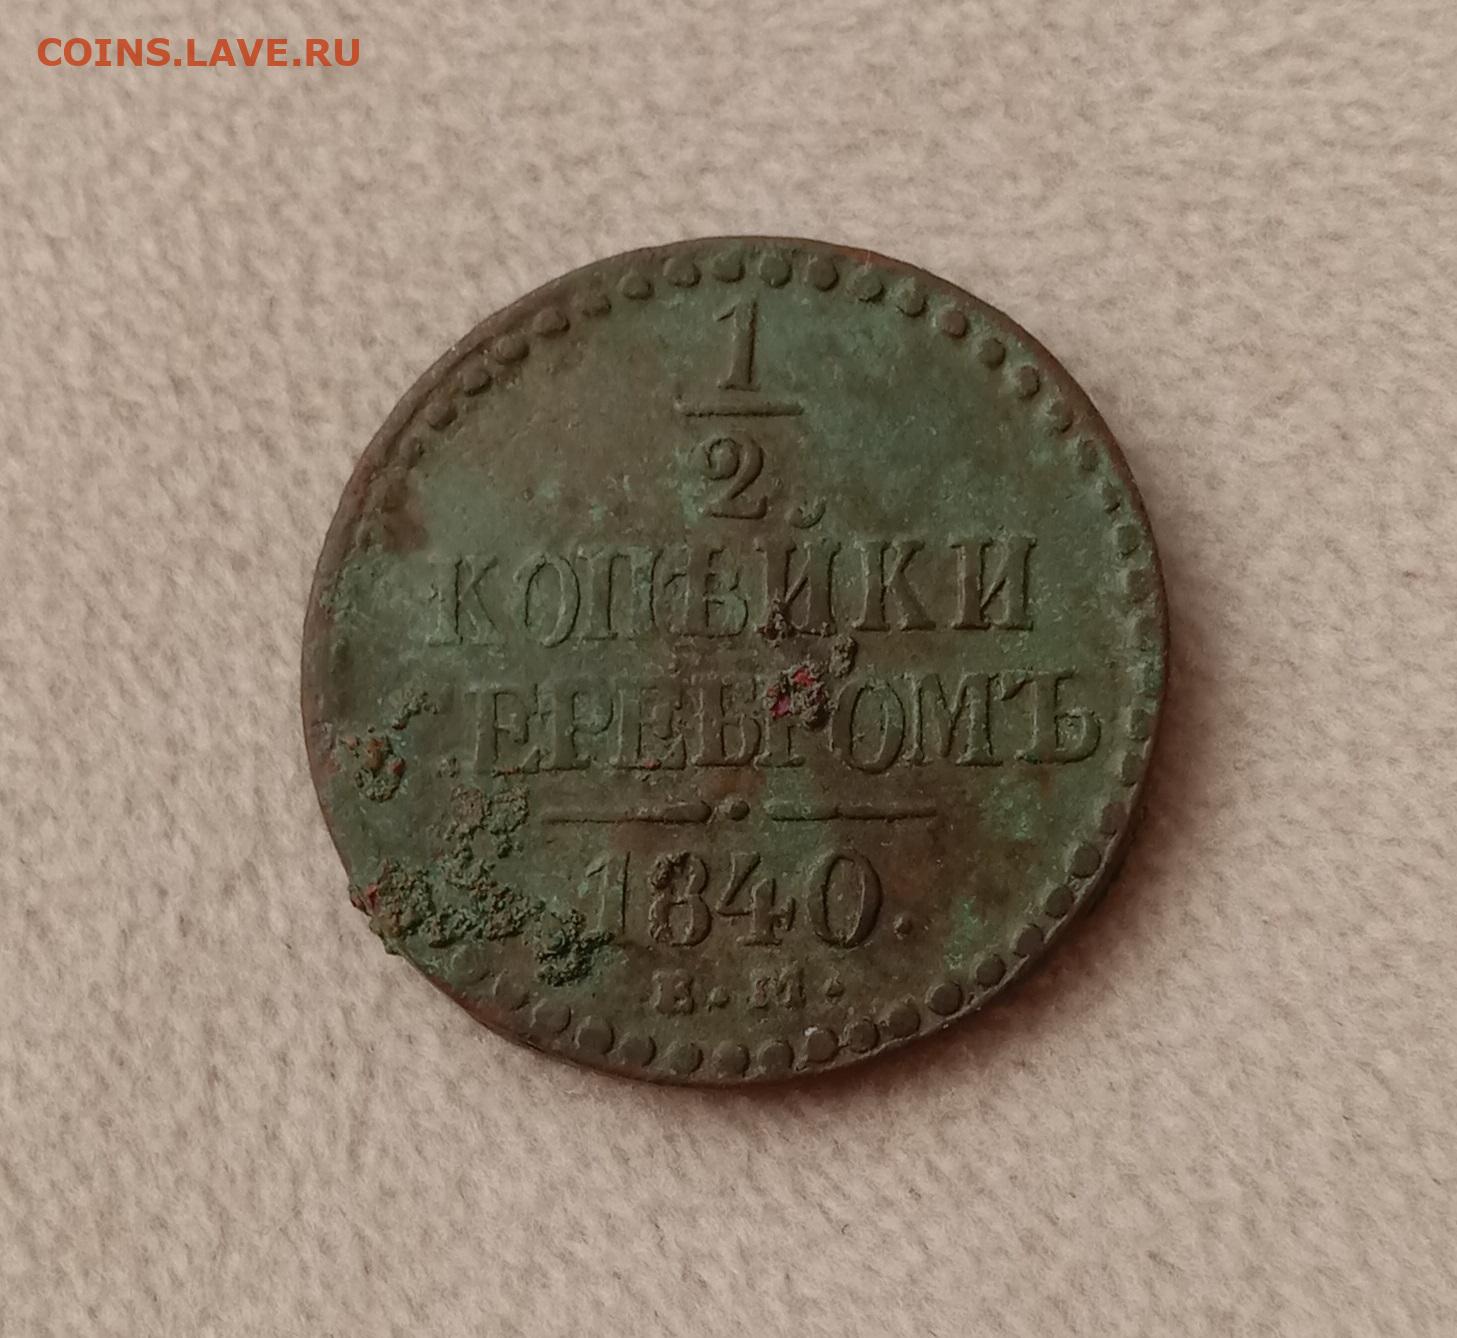 COINS.LAVE.RU
1
2
КОПѢЙКИ
СЕРЕБРОМЪ
1840.
Е.М.